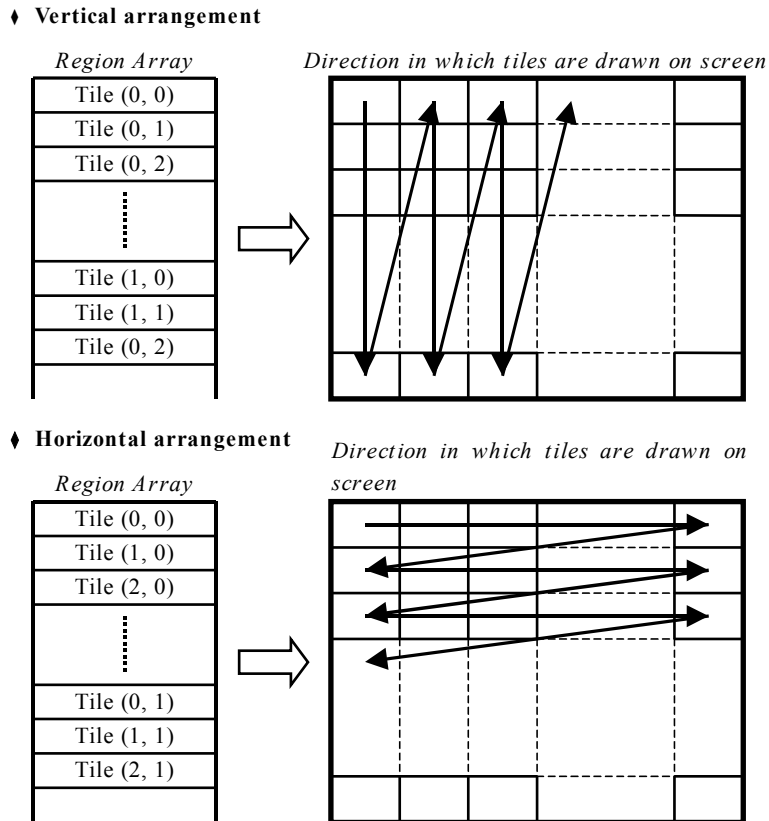 ♦ Vertical arrangement
Region Array
Direction in which tiles are drawn on screen
Tile (0, 0)
Tile (0, 1)
Tile (0, 2)
Tile (1, 0)
Tile (1, 1)
Tile (0, 2)
♦ Horizontal arrangement
Region Array
Direction in which tiles are drawn on
screen
Tile (0, 0)
Tile (1, 0)
Tile (2, 0)
Tile (0, 1)
Tile (1, 1)
Tile (2, 1)